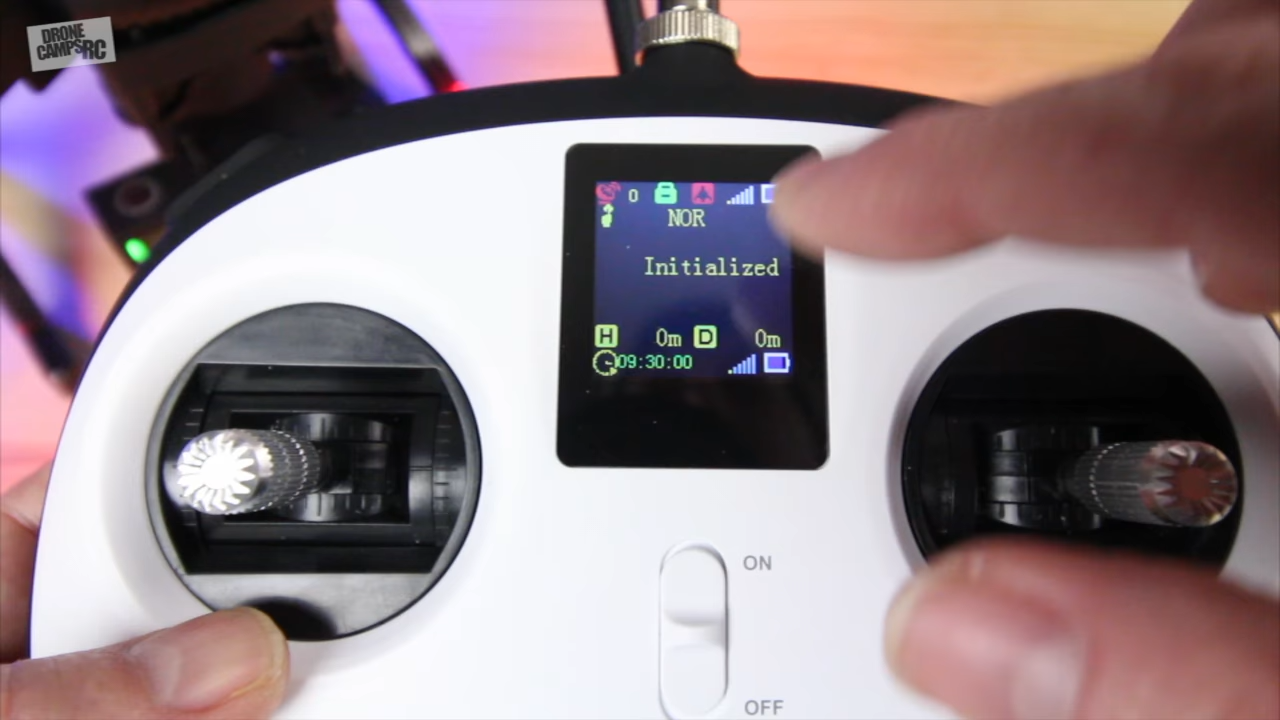 DRONE
CAMPS RC
0
NOR
Initialized
H 0m D 0m
09:30:00
ON
OFF